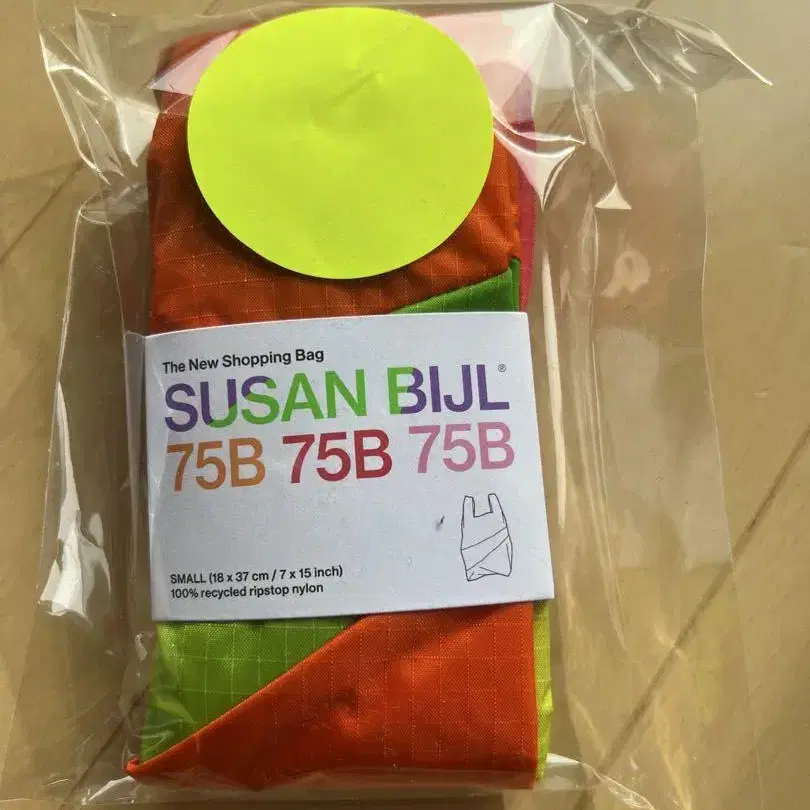 The New Shopping Bag
SUSAN BIJL®
75B 75B 75B
SMALL (18 x 37 cm / 7 x 15 inch)
100% recycled ripstop nylon